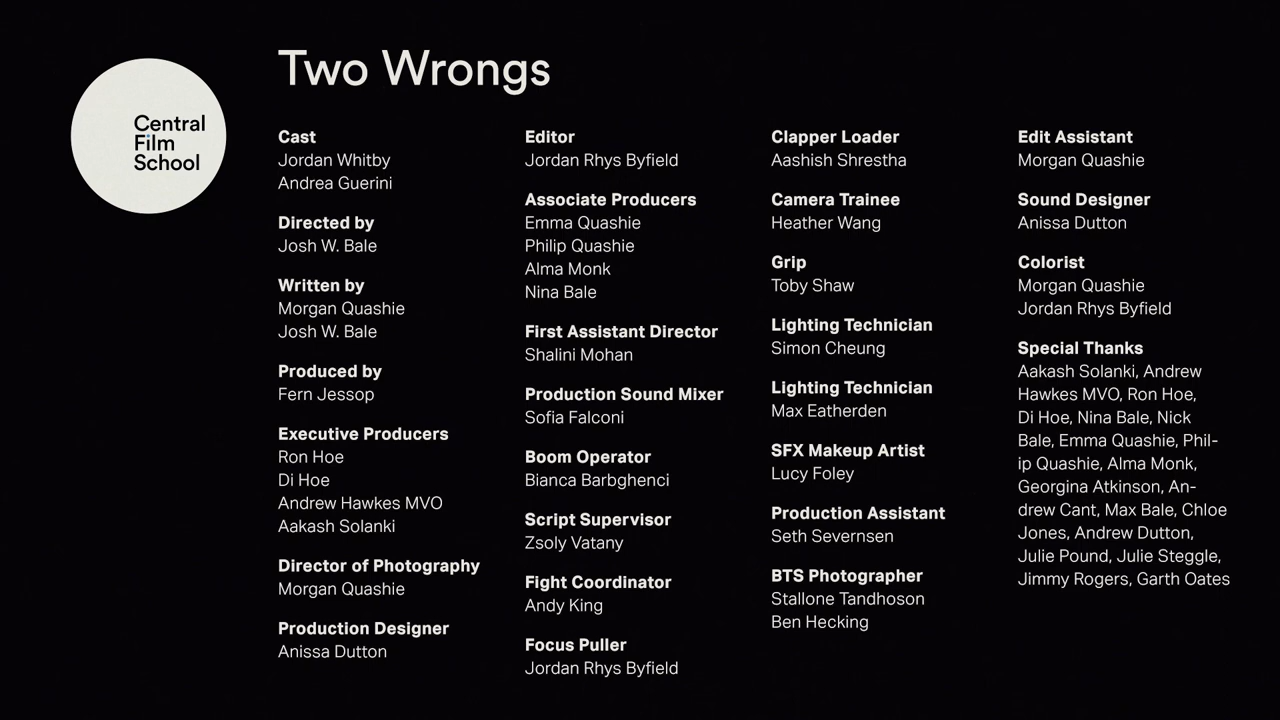 Central
Film
School
Two Wrongs
Cast
Jordan Whitby
Andrea Guerini
Directed by
Josh W. Bale
Written by
Morgan Quashie
Josh W. Bale
Produced by
Fern Jessop
Executive Producers
Ron Hoe
Di Hoe
Andrew Hawkes MVO
Aakash Solanki
Director of Photography
Morgan Quashie
Production Designer
Anissa Dutton
Editor
Jordan Rhys Byfield
Associate Producers
Emma Quashie
Philip Quashie
Alma Monk
Nina Bale
First Assistant Director
Shalini Mohan
Production Sound Mixer
Sofia Falconi
Boom Operator
Bianca Barbghenci
Script Supervisor
Zsoly Vatany
Fight Coordinator
Andy King
Focus Puller
Jordan Rhys Byfield
Clapper Loader
Aashish Shrestha
Camera Trainee
Heather Wang
Grip
Toby Shaw
Lighting Technician
Simon Cheung
Lighting Technician
Max Eatherden
SFX Makeup Artist
Lucy Foley
Production Assistant
Seth Severnsen
BTS Photographer
Stallone Tandhoson
Ben Hecking
Edit Assistant
Morgan Quashie
Sound Designer
Anissa Dutton
Colorist
Morgan Quashie
Jordan Rhys Byfield
Special Thanks
Aakash Solanki, Andrew
Hawkes MVO, Ron Hoe,
Di Hoe, Nina Bale, Nick
Bale, Emma Quashie, Phil-
ip Quashie, Alma Monk,
Georgina Atkinson, An-
drew Cant, Max Bale, Chloe
Jones, Andrew Dutton,
Julie Pound, Julie Steggle,
Jimmy Rogers, Garth Oates